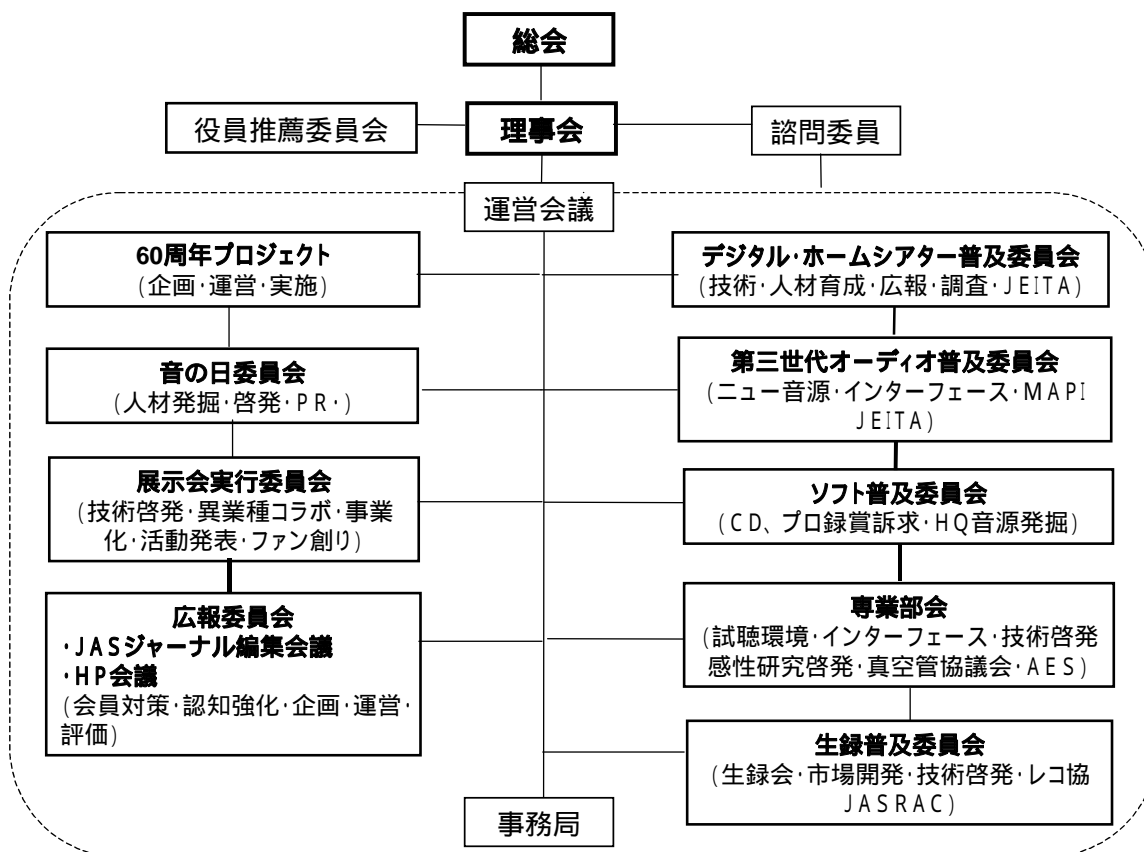 総会
役員推薦委員会
理事会
諮問委員
運営会議
60周年プロジェクト
(企画・運営・実施)
音の日委員会
(人材発掘・啓発・PR・)
展示会実行委員会
(技術啓発・異業種コラボ・事業
化・活動発表・ファン創り)
広報委員会
・JASジャーナル編集会議
・HP会議
(会員対策・認知強化・企画・運営・
評価)
デジタル・ホームシアター普及委員会
(技術・人材育成・広報・調査・JEITA)
第三世代オーディオ普及委員会
(ニュー音源・インターフェース・MAPI
JEITA)
ソフト普及委員会
(CD、プロ録賞訴求・HQ音源発掘)
専業部会
(試聴環境・インターフェース・技術啓発
感性研究啓発・真空管協議会・AES)
生録普及委員会
(生録会・市場開発・技術啓発・レコ協
JASRAC)
事務局